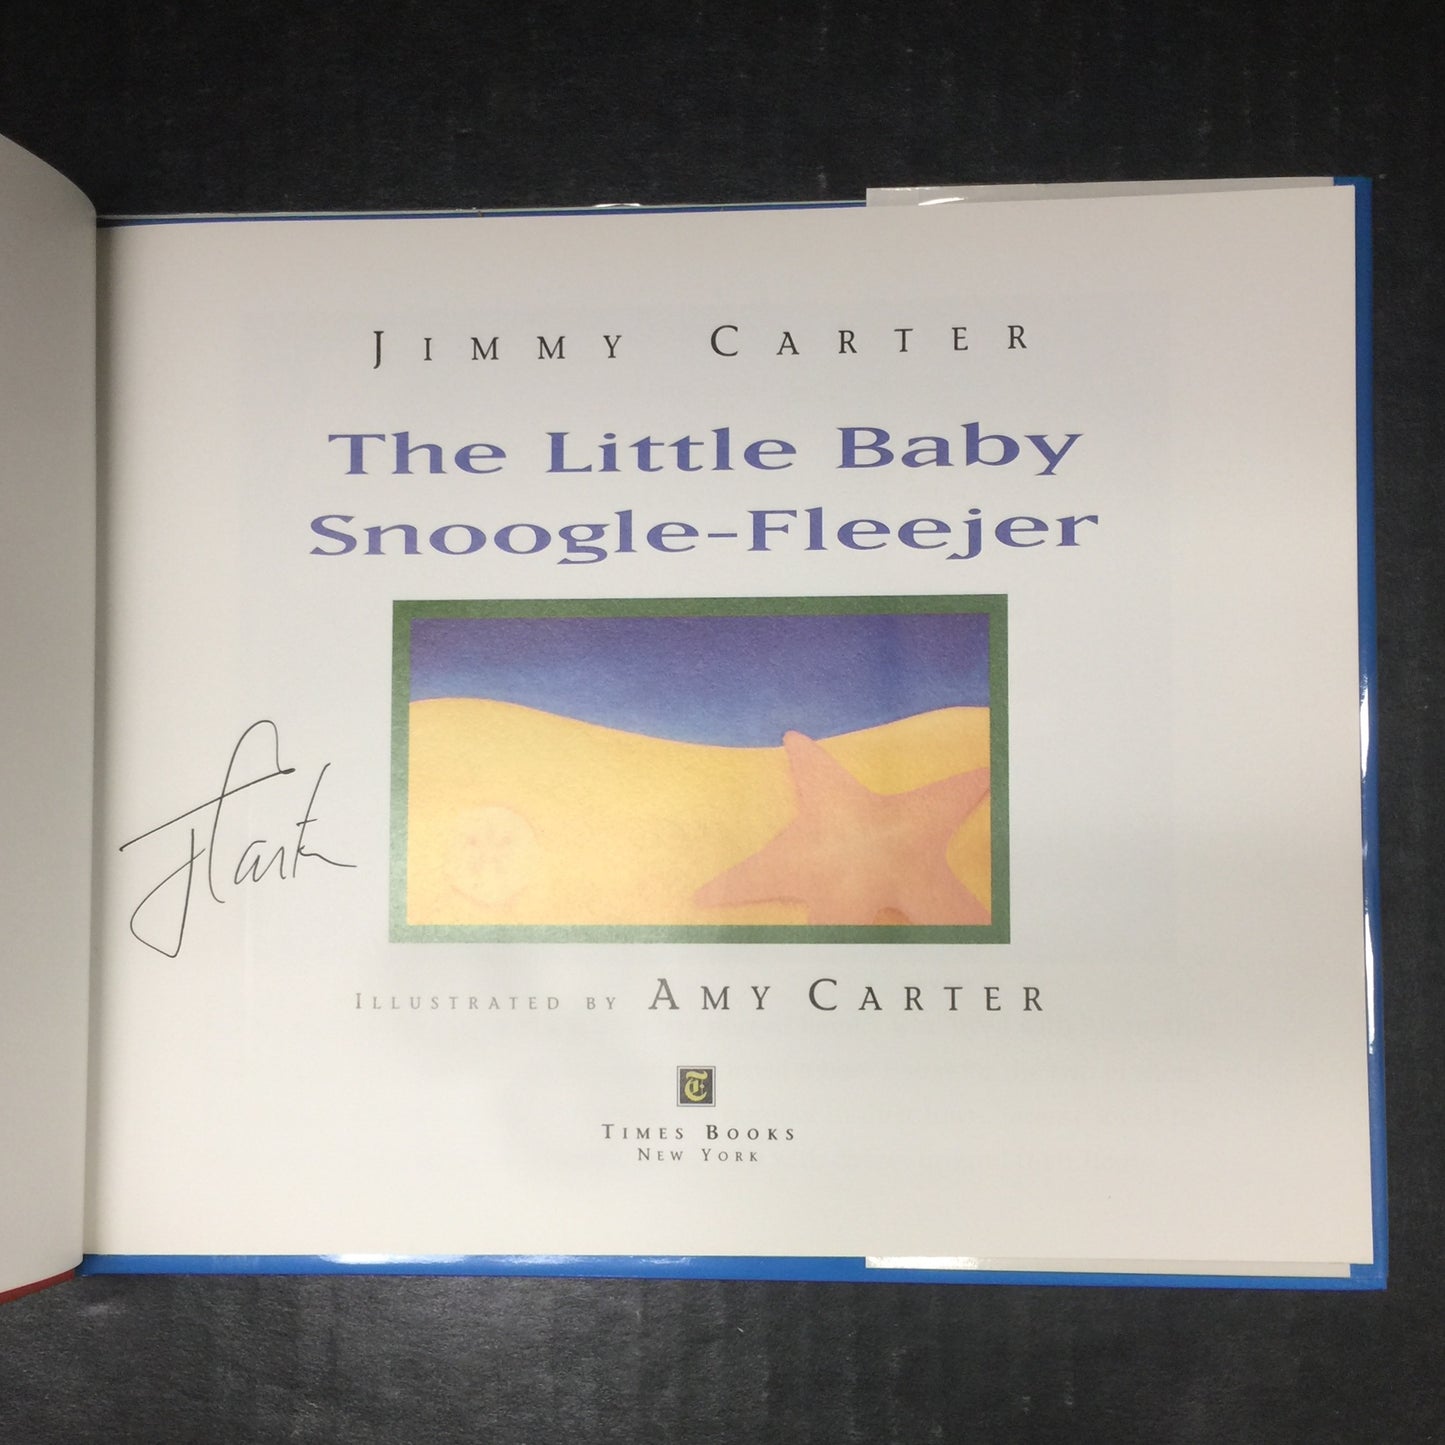 JIMMY CARTER
The Little Baby
Snoogle-Fleejer
J Carter
ILLUSTRATED BY AMY CARTER
T
TIMES BOOKS
NEW YORK